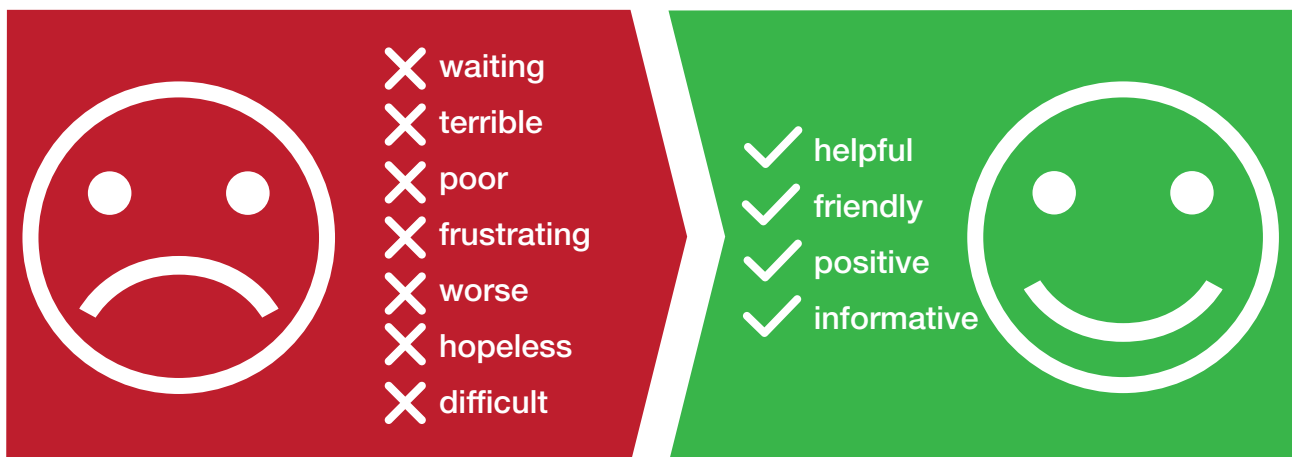 waiting
terrible
poor
frustrating
worse
hopeless
difficult
helpful
friendly
positive
informative